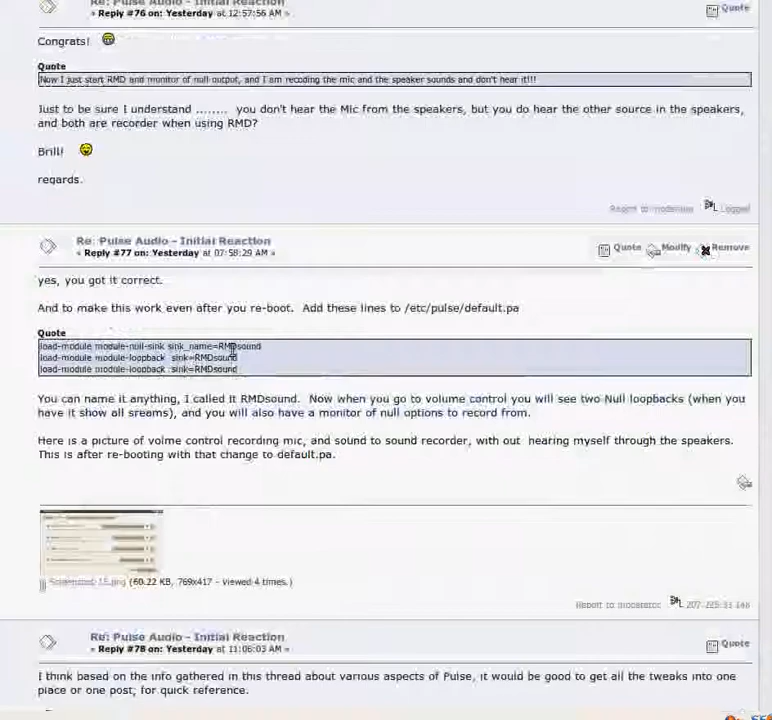 Re: Pulse Audio - Initial Reaction
« Reply #76 on: Yesterday at 12:57:56 AM »
Quote
Congrats!
Quote
Now I just start RMD and monitor of null output, and I am recoding the mic and the speaker sounds and don't hear it!!!
Just to be sure I understand ........ you don't hear the Mic from the speakers, but you do hear the other source in the speakers,
and both are recorder when using RMD?
Brill!
regards.
Report to moderator Logged
Re: Pulse Audio - Initial Reaction
« Reply #77 on: Yesterday at 07:58:29 AM »
Quote Modify Remove
yes, you got it correct.
And to make this work even after you re-boot. Add these lines to /etc/pulse/default.pa
Quote
load-module module-null-sink sink_name=RMDsound
load-module module-loopback sink=RMDsound
load-module module-loopback sink=RMDsound
You can name it anything, I called it RMDsound. Now when you go to volume control you will see two Null loopbacks (when you
have it show all sreams), and you will also have a monitor of null options to record from.
Here is a picture of volme control recording mic, and sound to sound recorder, with out hearing myself through the speakers.
This is after re-booting with that change to default.pa.
(60.22 KB, 769x417 - viewed 4 times.)
Report to moderator
Re: Pulse Audio - Initial Reaction
« Reply #78 on: Yesterday at 11:06:03 AM »
Quote
I think based on the info gathered in this thread about various aspects of Pulse, it would be good to get all the tweaks into one
place or one post, for quick reference.